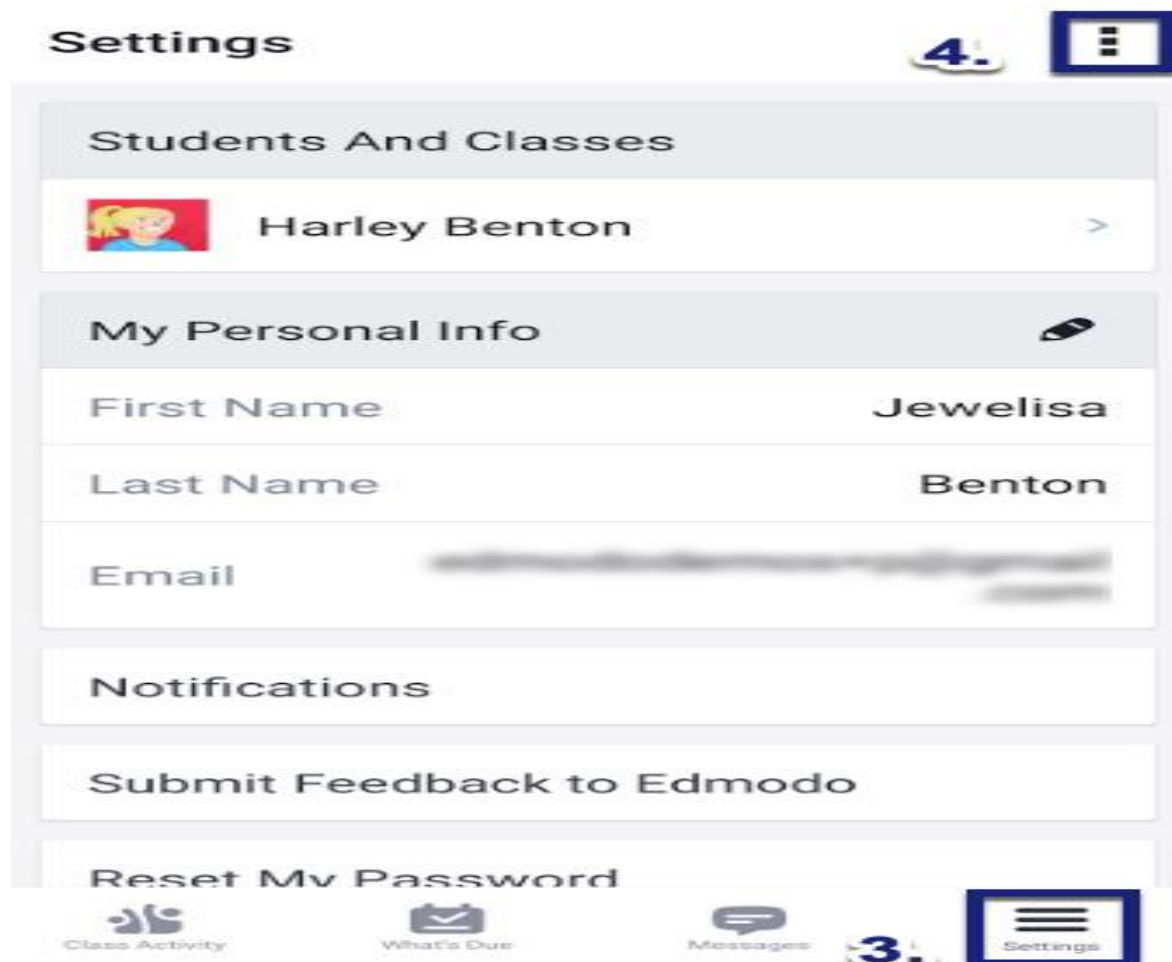 Settings
4.
Students And Classes
Harley Benton
>
My Personal Info
First Name Jewelisa
Last Name Benton
Email
.com
Notifications
Submit Feedback to Edmodo
Reset My Password
Class Activity What's Due Messages 3. Settings